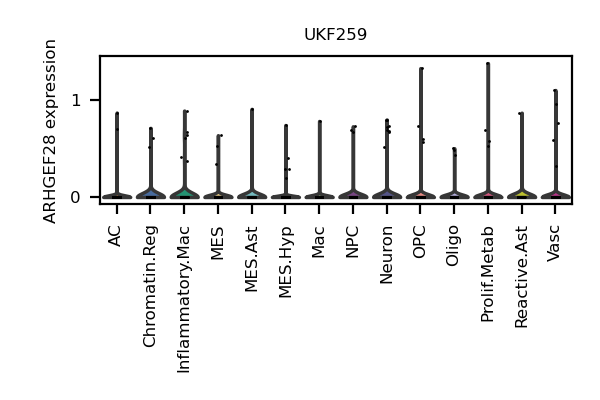 UKF259
ARHGEF28 expression
1
0
AC
Chromatin.Reg
Inflammatory.Mac
MES
MES.Ast
MES.Hyp
Mac
NPC
Neuron
OPC
Oligo
Prolif.Metab
Reactive.Ast
Vasc